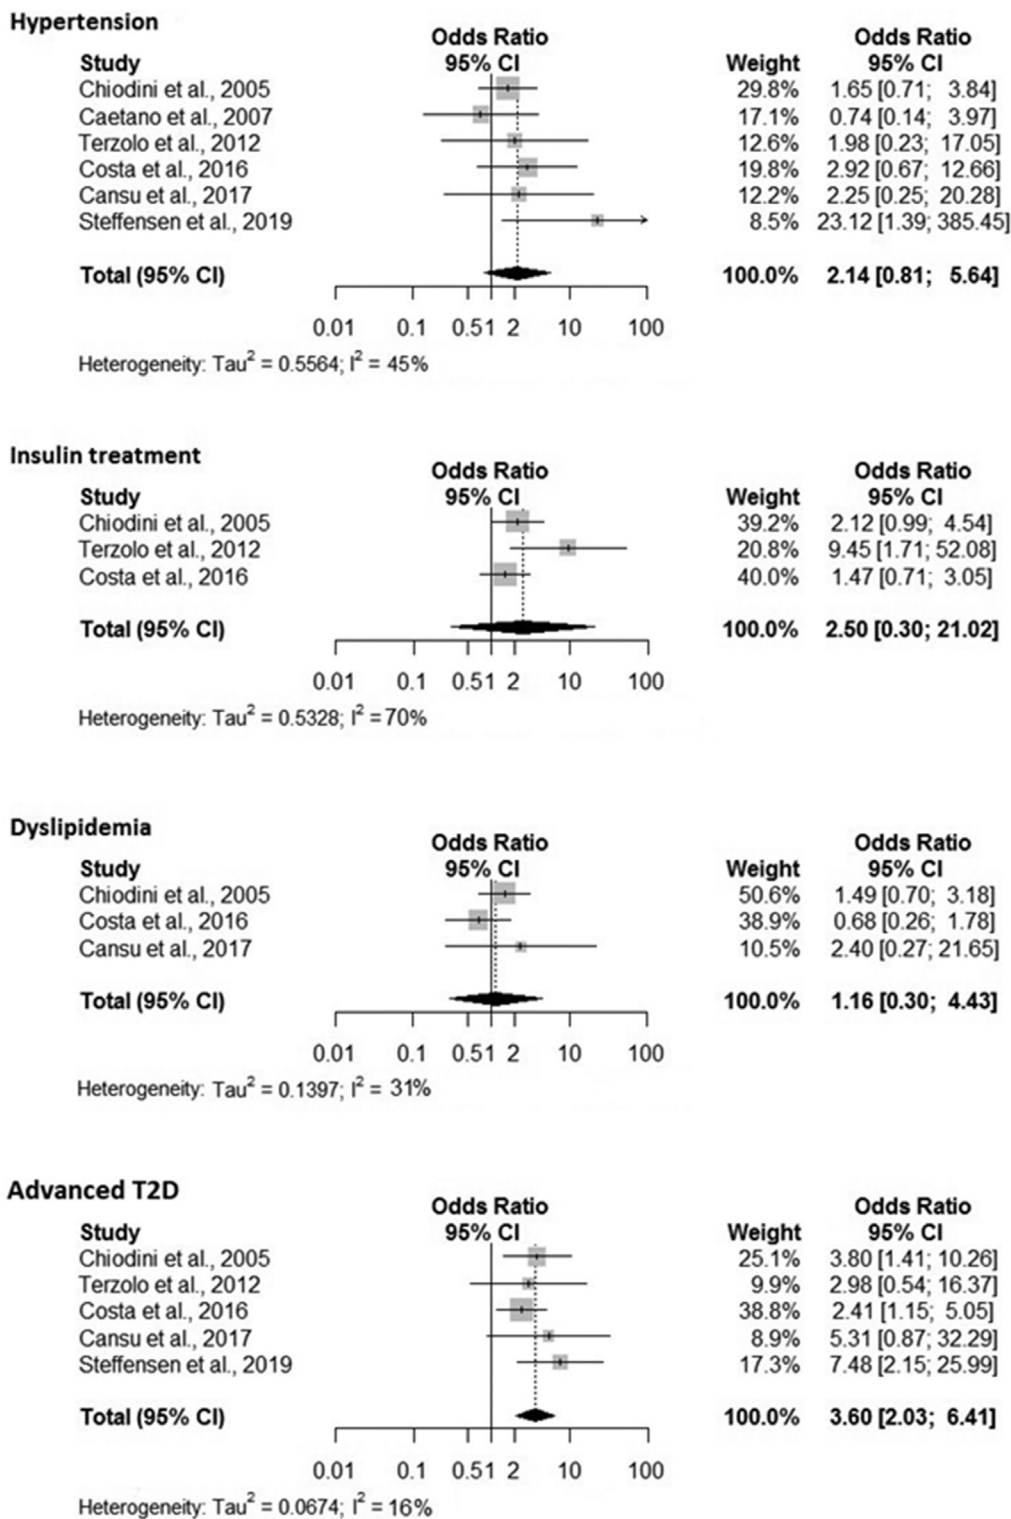 Hypertension
Odds Ratio Odds Ratio
Study 95% CI Weight 95% CI
Chiodini et al., 2005 29.8% 1.65 [0.71; 3.84]
Caetano et al., 2007 17.1% 0.74 [0.14; 3.97]
Terzolo et al., 2012 12.6% 1.98 [0.23; 17.05]
Costa et al., 2016 19.8% 2.92 [0.67; 12.66]
Cansu et al., 2017 12.2% 2.25 [0.25; 20.28]
Steffensen et al., 2019 8.5% 23.12 [1.39; 385.45]
Total (95% CI) 100.0% 2.14 [0.81; 5.64]
0.01 0.1 0.5 1 2 10 100
Heterogeneity: Tau² = 0.5564; I² = 45%
Insulin treatment
Odds Ratio Odds Ratio
Study 95% CI Weight 95% CI
Chiodini et al., 2005 39.2% 2.12 [0.99; 4.54]
Terzolo et al., 2012 20.8% 9.45 [1.71; 52.08]
Costa et al., 2016 40.0% 1.47 [0.71; 3.05]
Total (95% CI) 100.0% 2.50 [0.30; 21.02]
0.01 0.1 0.5 1 2 10 100
Heterogeneity: Tau² = 0.5328; I² = 70%
Dyslipidemia
Odds Ratio Odds Ratio
Study 95% CI Weight 95% CI
Chiodini et al., 2005 50.6% 1.49 [0.70; 3.18]
Costa et al., 2016 38.9% 0.68 [0.26; 1.78]
Cansu et al., 2017 10.5% 2.40 [0.27; 21.65]
Total (95% CI) 100.0% 1.16 [0.30; 4.43]
0.01 0.1 0.5 1 2 10 100
Heterogeneity: Tau² = 0.1397; I² = 31%
Advanced T2D
Odds Ratio Odds Ratio
Study 95% CI Weight 95% CI
Chiodini et al., 2005 25.1% 3.80 [1.41; 10.26]
Terzolo et al., 2012 9.9% 2.98 [0.54; 16.37]
Costa et al., 2016 38.8% 2.41 [1.15; 5.05]
Cansu et al., 2017 8.9% 5.31 [0.87; 32.29]
Steffensen et al., 2019 17.3% 7.48 [2.15; 25.99]
Total (95% CI) 100.0% 3.60 [2.03; 6.41]
0.01 0.1 0.5 1 2 10 100
Heterogeneity: Tau² = 0.0674; I² = 16%